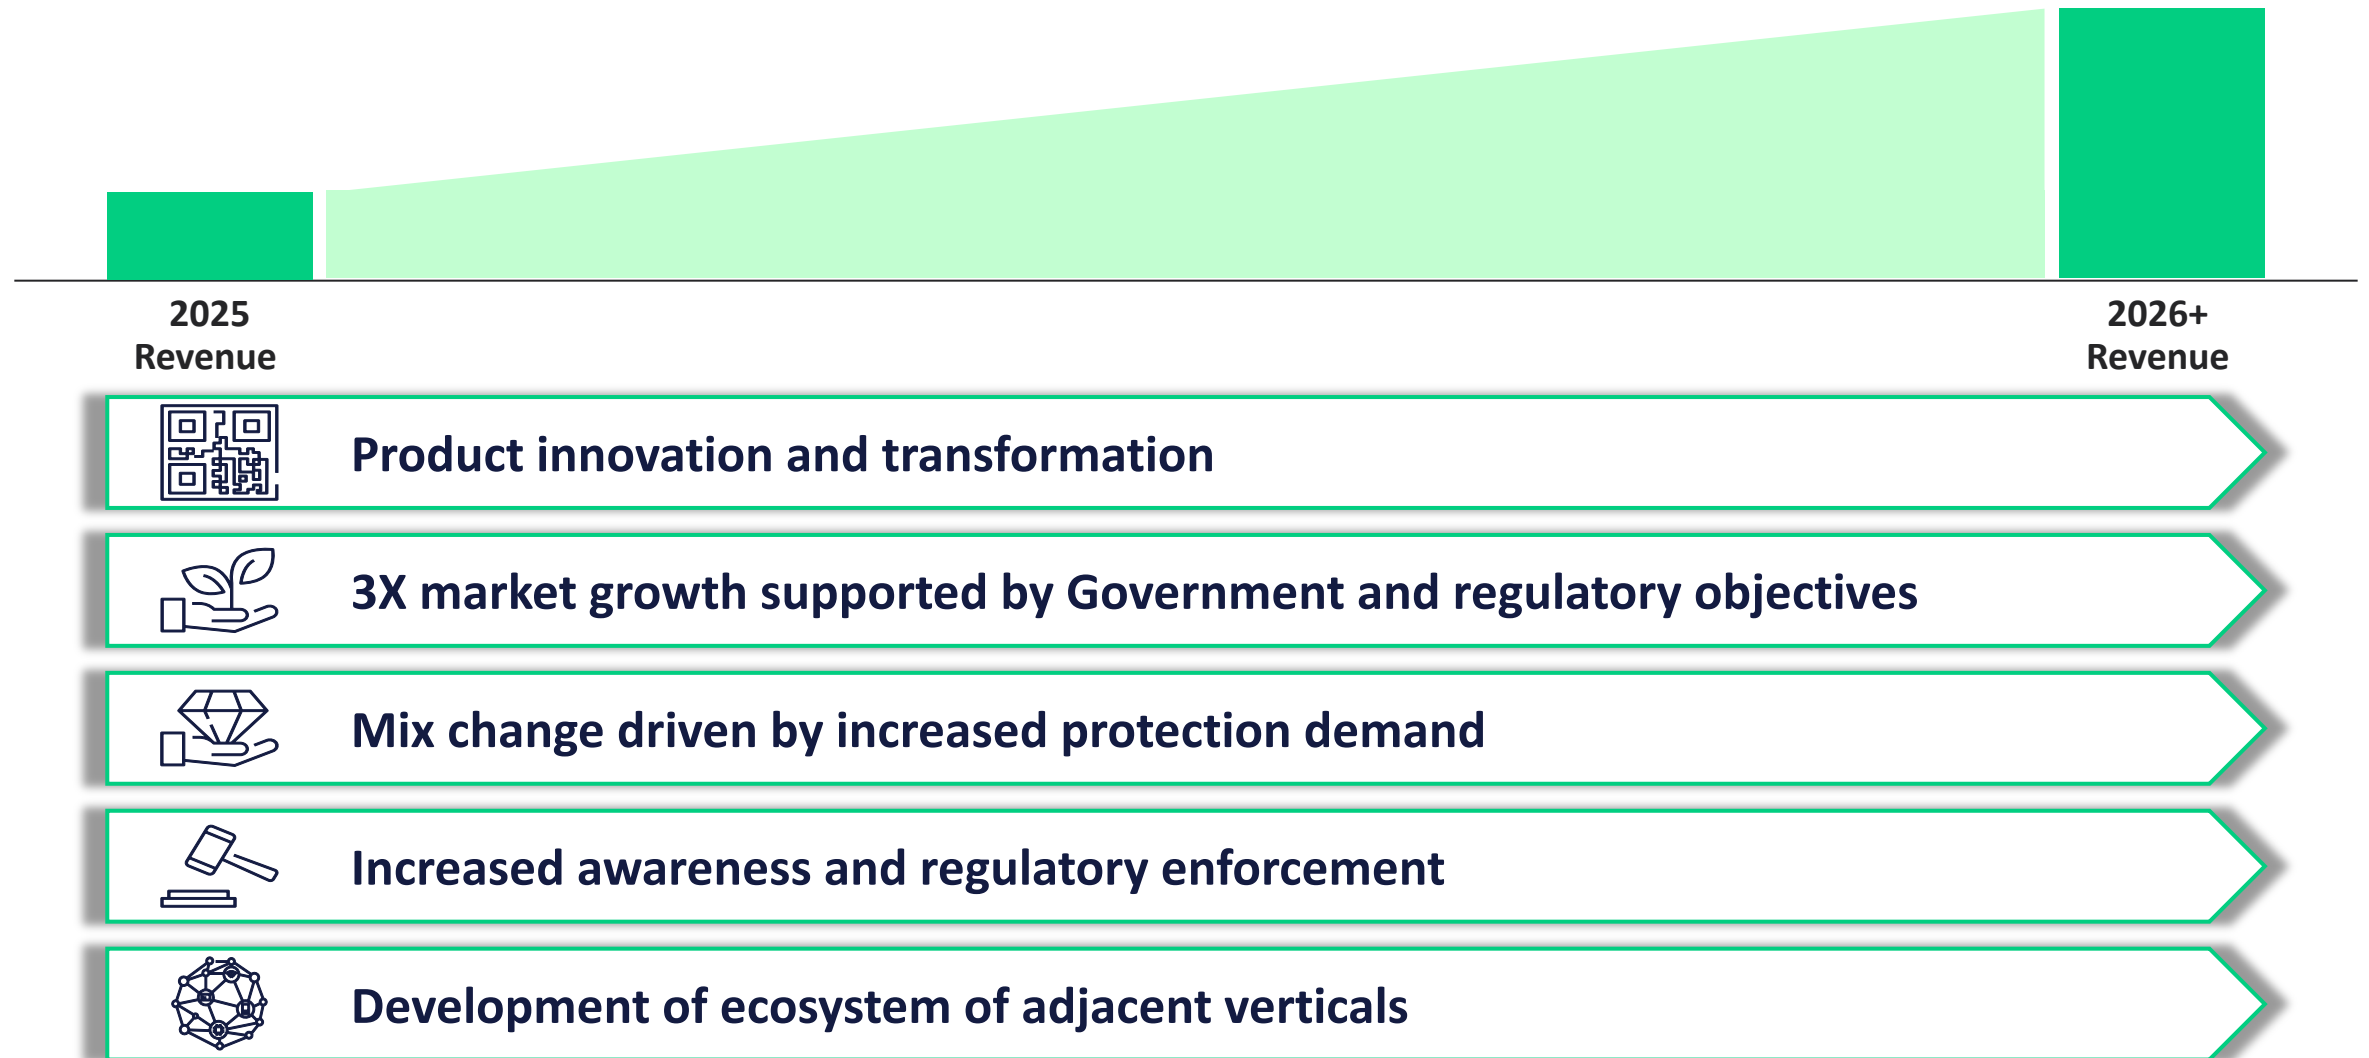 2025
Revenue
2026+
Revenue
Product innovation and transformation
3X market growth supported by Government and regulatory objectives
Mix change driven by increased protection demand
Increased awareness and regulatory enforcement
Development of ecosystem of adjacent verticals